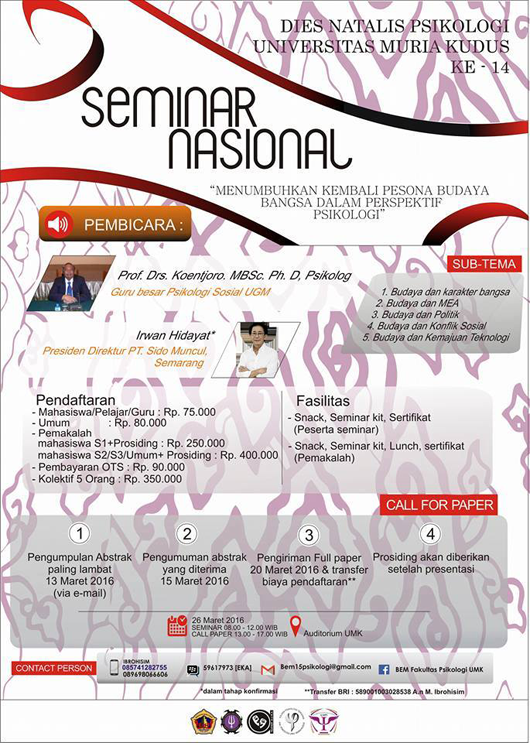 DIES NATALIS PSIKOLOGI
UNIVERSITAS MURIA KUDUS
KE - 14
SEMINAR
NASIONAL
"MENUMBUHKAN KEMBALI PESONA BUDAYA
BANGSA DALAM PERSPEKTIF
PSIKOLOGI"
PEMBICARA :
Prof. Drs. Koentjoro. MBSc. Ph. D, Psikolog
Guru besar Psikologi Sosial UGM
Irwan Hidayat*
Presiden Direktur PT. Sido Muncul,
Semarang
SUB-TEMA
1. Budaya dan karakter bangsa
2. Budaya dan MEA
3. Budaya dan Politik
4. Budaya dan Konflik Sosial
5. Budaya dan Kemajuan Teknologi
Pendaftaran
- Mahasiswa/Pelajar/Guru : Rp. 75.000
- Umum : Rp. 80.000
- Pemakalah
mahasiswa S1+Prosiding : Rp. 250.000
mahasiswa S2/S3/Umum+ Prosiding : Rp. 400.000
- Pembayaran OTS : Rp. 90.000
- Kolektif 5 Orang : Rp. 350.000
Fasilitas
- Snack, Seminar kit, Sertifikat
(Peserta seminar)
- Snack, Seminar kit, Lunch, sertifikat
(Pemakalah)
CALL FOR PAPER
1
Pengumpulan Abstrak
paling lambat
13 Maret 2016
(via e-mail)
2
Pengumuman abstrak
yang diterima
15 Maret 2016
3
Pengiriman Full paper
20 Maret 2016 & transfer
biaya pendaftaran**
4
Prosiding akan diberikan
setelah presentasi
26 Maret 2016
SEMINAR 08.00 - 12.00 WIB
CALL PAPER 13.00 - 17.00 WIB
Auditorium UMK
CONTACT PERSON
IBROHISIM
085741282755
089698066606
59617973 [EKA]
Bem15psikologi@gmail.com
BEM Fakultas Psikologi UMK
*dalam tahap konfirmasi
**Transfer BRI : 589001003028538 A.n M. Ibrohisim